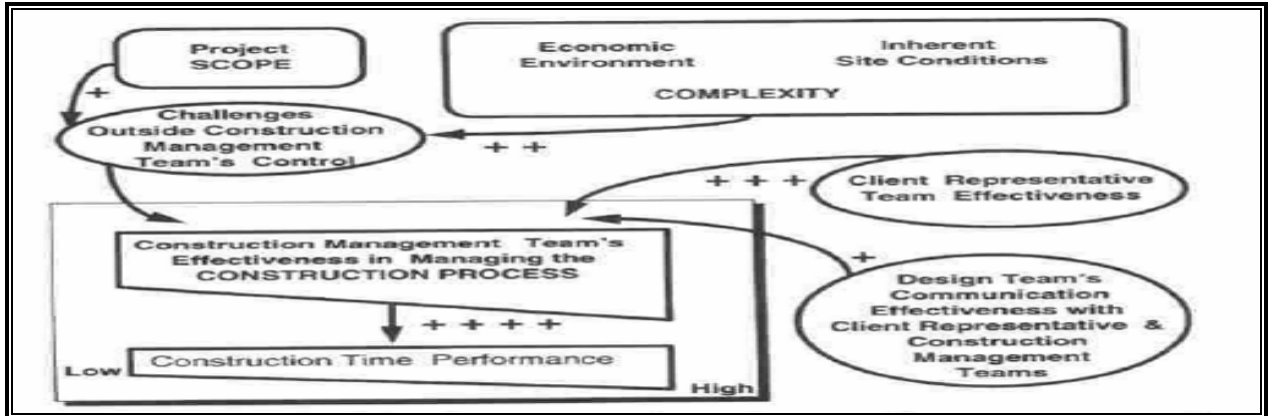 Project
SCOPE
Economic
Environment
Inherent
Site Conditions
COMPLEXITY
+
Challenges
Outside Construction
Management
Team's Control
+ +
+ + +
Client Representative
Team Effectiveness
Construction Management Team's
Effectiveness in Managing the
CONSTRUCTION PROCESS
+
Design Team's
Communication
Effectiveness with
Client Representative &
Construction
Management
Teams
+ + + +
Construction Time Performance
Low
High